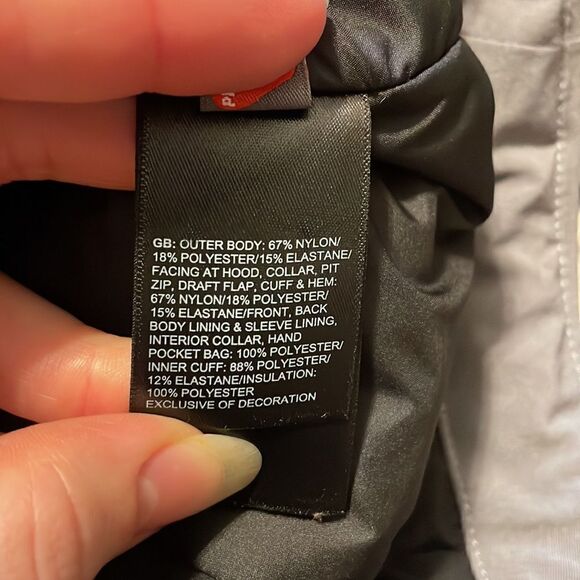 GB: OUTER BODY: 67% NYLON/
18% POLYESTER/15% ELASTANE/
FACING AT HOOD, COLLAR, PIT
ZIP, DRAFT FLAP, CUFF & HEM:
67% NYLON/18% POLYESTER/
15% ELASTANE/FRONT, BACK
BODY LINING & SLEEVE LINING,
INTERIOR COLLAR, HAND
POCKET BAG: 100% POLYESTER/
INNER CUFF: 88% POLYESTER/
12% ELASTANE/INSULATION:
100% POLYESTER
EXCLUSIVE OF DECORATION